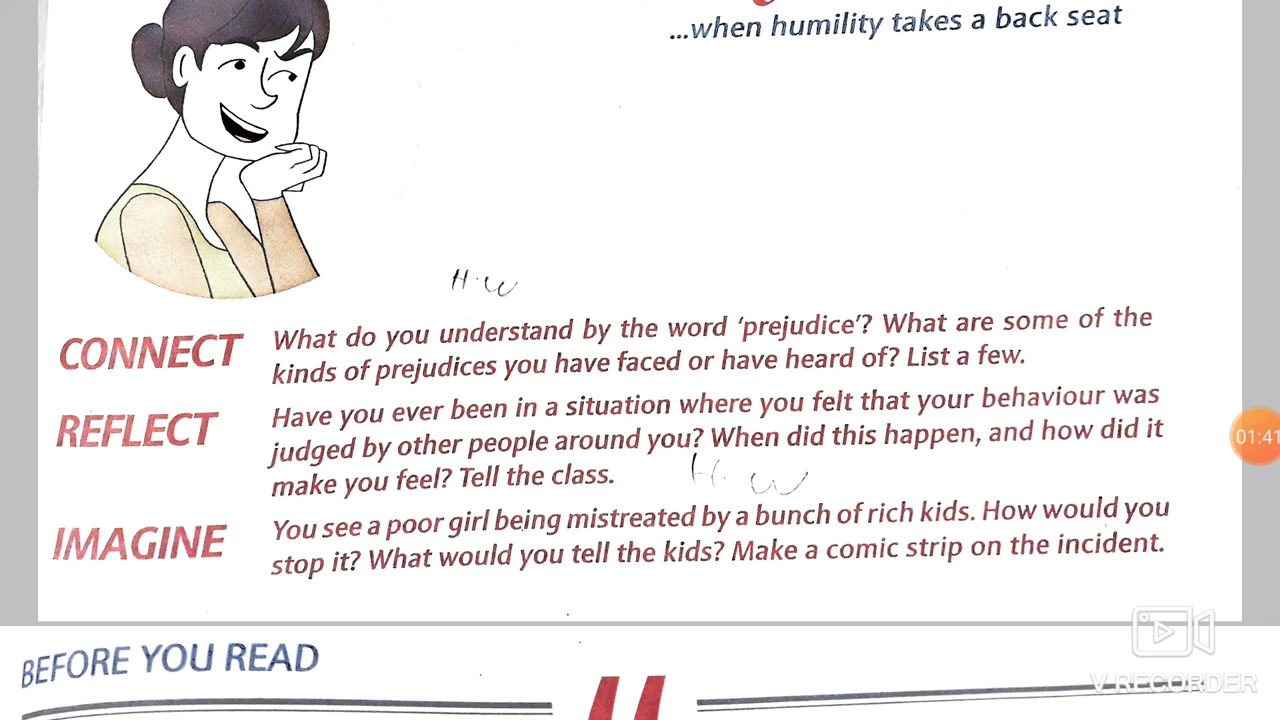 ...when humility takes a back seat
H.W
CONNECT What do you understand by the word 'prejudice'? What are some of the
kinds of prejudices you have faced or have heard of? List a few.
REFLECT Have you ever been in a situation where you felt that your behaviour was
judged by other people around you? When did this happen, and how did it
make you feel? Tell the class.
H.W
IMAGINE You see a poor girl being mistreated by a bunch of rich kids. How would you
stop it? What would you tell the kids? Make a comic strip on the incident.
01:41
V RECORDER
BEFORE YOU READ